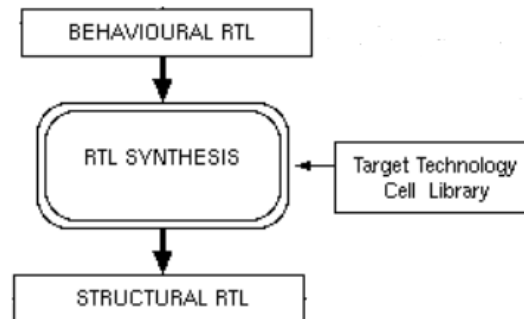 BEHAVIOURAL RTL
RTL SYNTHESIS
Target Technology
Cell Library
STRUCTURAL RTL